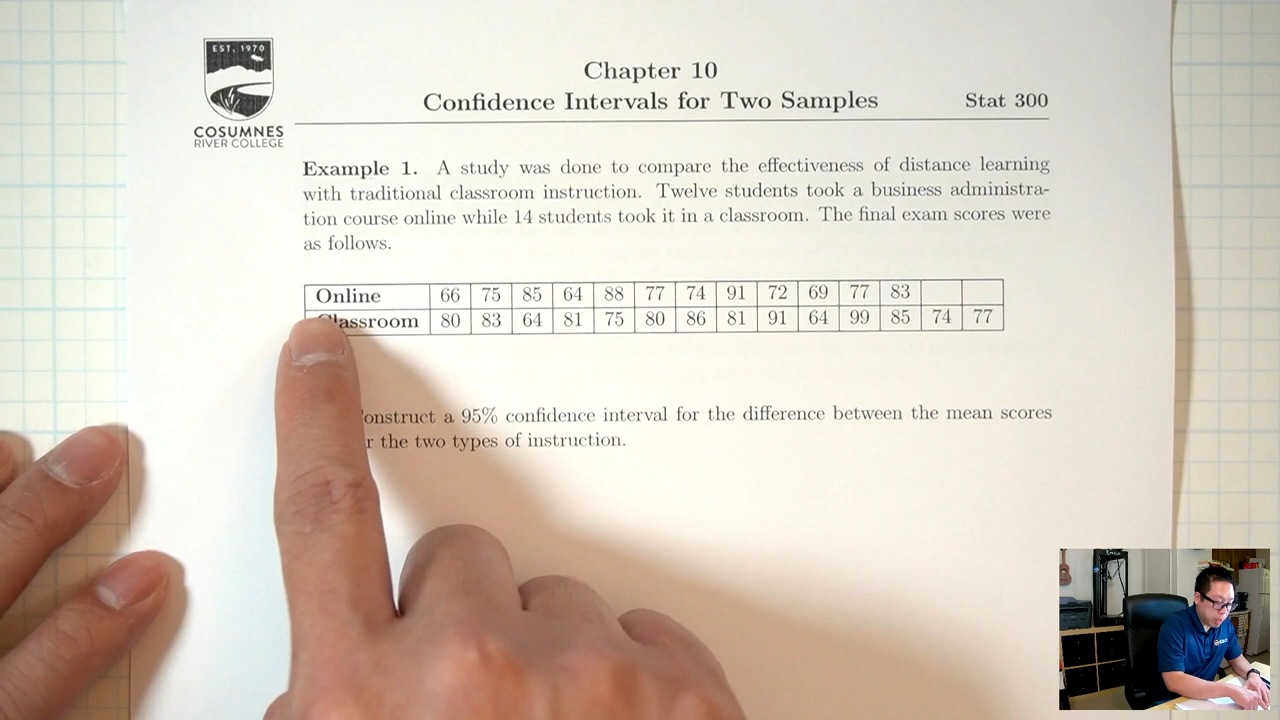 EST. 1970
COSUMNES
RIVER COLLEGE
Chapter 10
Confidence Intervals for Two Samples Stat 300
Example 1. A study was done to compare the effectiveness of distance learning
with traditional classroom instruction. Twelve students took a business administra-
tion course online while 14 students took it in a classroom. The final exam scores were
as follows.
Online 66 75 85 64 88 77 74 91 72 69 77 83
Classroom 80 83 64 81 75 80 86 81 91 64 99 85 74 77
onstruct a 95% confidence interval for the difference between the mean scores
r the two types of instruction.